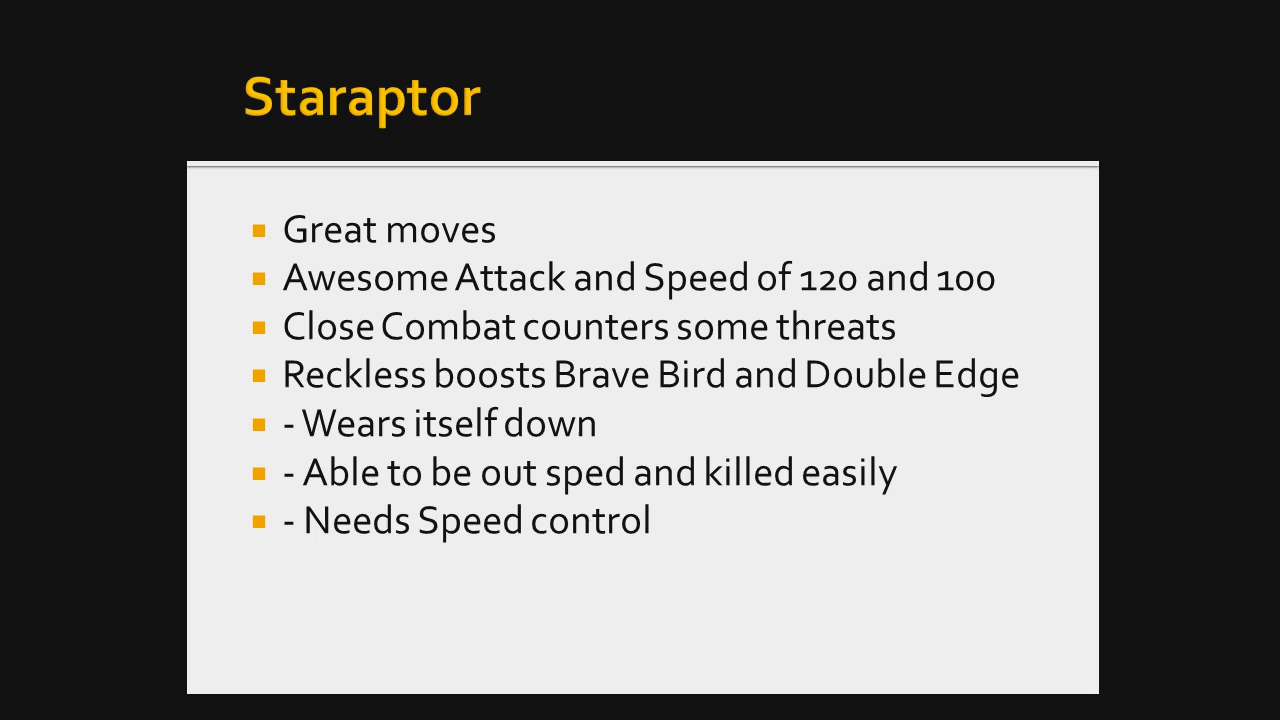 Staraptor
Great moves
Awesome Attack and Speed of 120 and 100
Close Combat counters some threats
Reckless boosts Brave Bird and Double Edge
- Wears itself down
- Able to be out sped and killed easily
- Needs Speed control